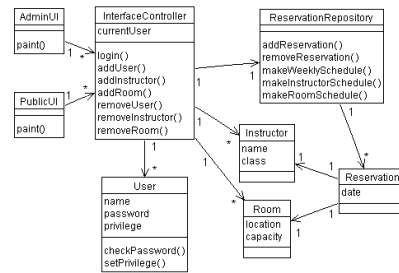 AdminUI
paint()
PublicUI
paint()
InterfaceController
currentUser
login()
addUser()
addInstructor()
addRoom()
removeUser()
removeInstructor()
removeRoom()
ReservationRepository
addReservation()
removeReservation()
makeWeeklySchedule()
makeInstructorSchedule()
makeRoomSchedule()
1
*
1
*
1
1
1
*
1
*
1
*
1
*
Instructor
name
class
1
1
Reservation
date
1
1
User
name
password
privilege
checkPassword()
setPrivilege()
Room
location
capacity